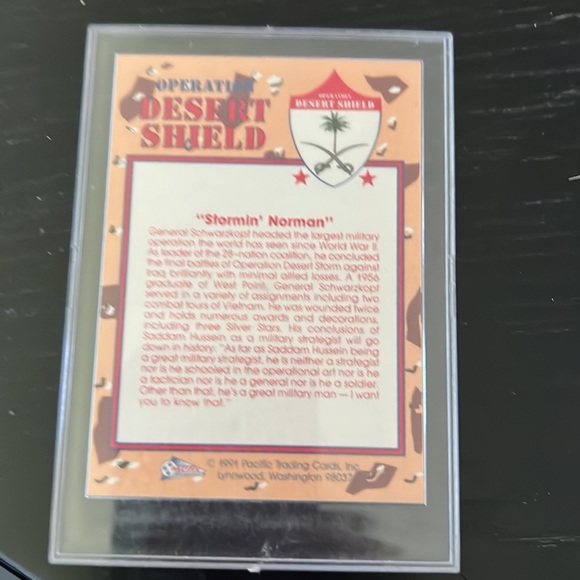 OPERATION
DESERT
SHIELD
OPERATION
DESERT SHIELD
"Stormin' Norman"
General Schwarzkopf headed the largest military
operation the world has seen since World War II.
As leader of the 28-nation coalition, he concluded
the final battles of Operation Desert Storm against
Iraq brilliantly with minimal allied losses. A 1956
graduate of West Point, General Schwarzkopf
served in a variety of assignments including two
combat tours of Vietnam. He was wounded twice
and holds numerous awards and decorations,
including three Silver Stars. His conclusions of
Saddam Hussein as a military strategist will go
down in history. "As far as Saddam Hussein being
a great military strategist, he is neither a strategist
nor is he schooled in the operational art nor is he
a tactician nor is he a general nor is he a soldier.
Other than that, he's a great military man — I want
you to know that."
© 1991 Pacific Trading Cards, Inc.
Lynnwood, Washington 98037